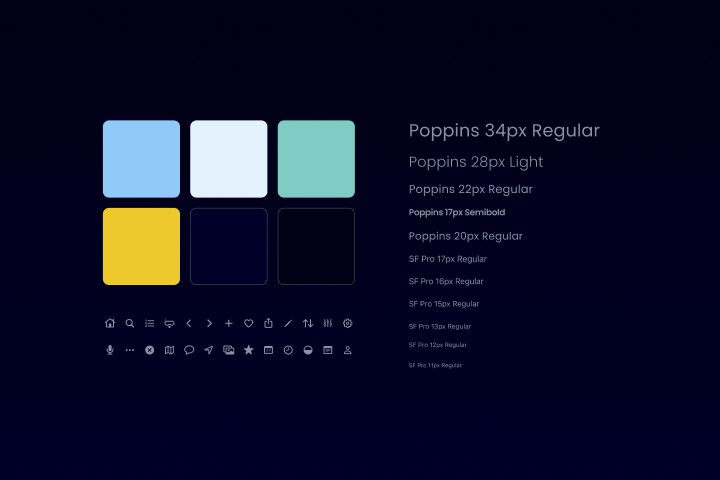 Poppins 34px Regular
Poppins 28px Light
Poppins 22px Regular
Poppins 17px Semibold
Poppins 20px Regular
SF Pro 17px Regular
SF Pro 16px Regular
SF Pro 15px Regular
SF Pro 13px Regular
SF Pro 12px Regular
SF Pro 11px Regular